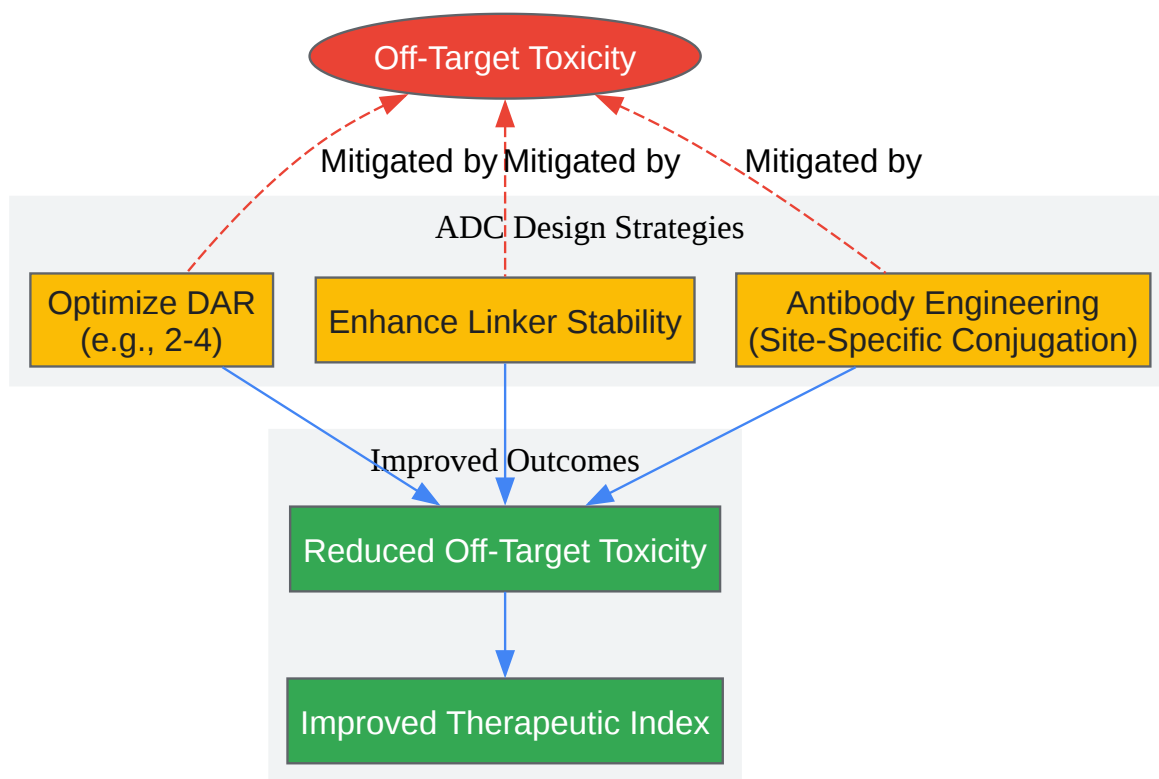 Off-Target Toxicity
Mitigated by Mitigated by Mitigated by
ADC Design Strategies
Optimize DAR
(e.g., 2-4)
Enhance Linker Stability
Antibody Engineering
(Site-Specific Conjugation)
Improved Outcomes
Reduced Off-Target Toxicity
Improved Therapeutic Index